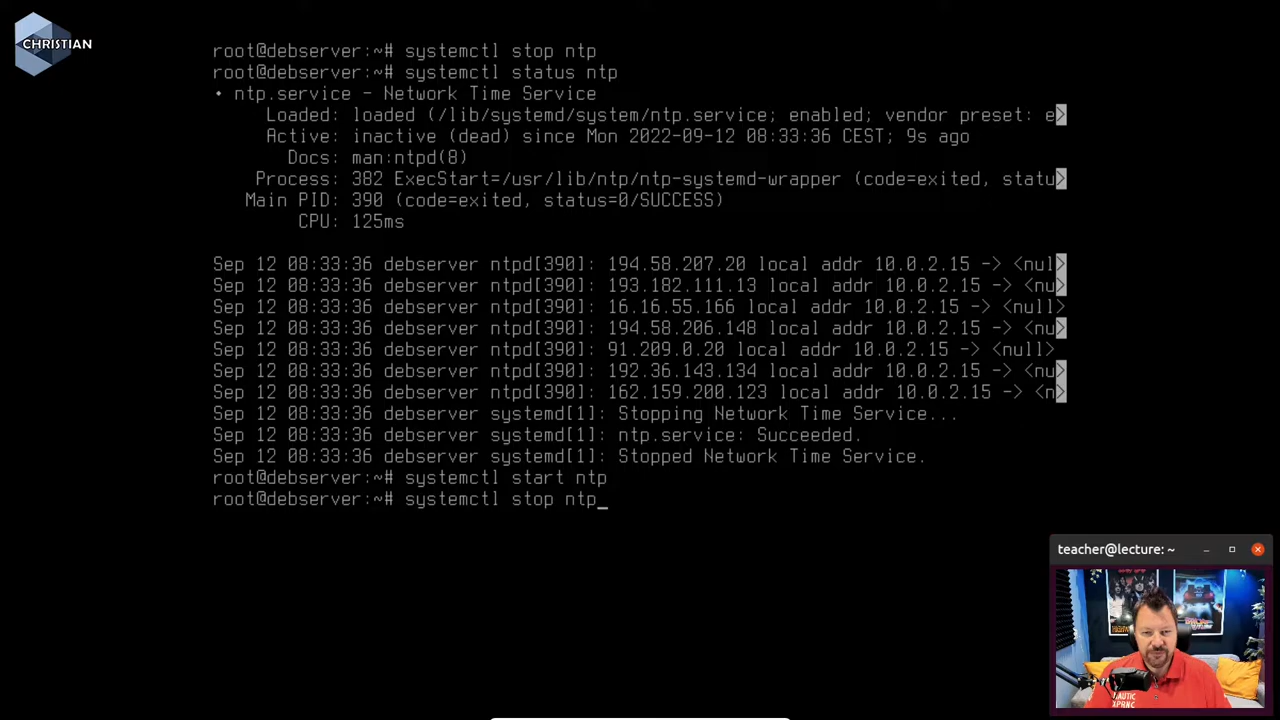 CHRISTIAN
root@debserver:~# systemctl stop ntp
root@debserver:~# systemctl status ntp
• ntp.service - Network Time Service
Loaded: loaded (/lib/systemd/system/ntp.service; enabled; vendor preset: e>
Active: inactive (dead) since Mon 2022-09-12 08:33:36 CEST; 9s ago
Docs: man:ntpd(8)
Process: 382 ExecStart=/usr/lib/ntp/ntp-systemd-wrapper (code=exited, statu>
Main PID: 390 (code=exited, status=0/SUCCESS)
CPU: 125ms
Sep 12 08:33:36 debserver ntpd[390]: 194.58.207.20 local addr 10.0.2.15 -> <nul>
Sep 12 08:33:36 debserver ntpd[390]: 193.182.111.13 local addr 10.0.2.15 -> <nu>
Sep 12 08:33:36 debserver ntpd[390]: 16.16.55.166 local addr 10.0.2.15 -> <null>
Sep 12 08:33:36 debserver ntpd[390]: 194.58.206.148 local addr 10.0.2.15 -> <nu>
Sep 12 08:33:36 debserver ntpd[390]: 91.209.0.20 local addr 10.0.2.15 -> <null>
Sep 12 08:33:36 debserver ntpd[390]: 192.36.143.134 local addr 10.0.2.15 -> <nu>
Sep 12 08:33:36 debserver ntpd[390]: 162.159.200.123 local addr 10.0.2.15 -> <n>
Sep 12 08:33:36 debserver systemd[1]: Stopping Network Time Service...
Sep 12 08:33:36 debserver systemd[1]: ntp.service: Succeeded.
Sep 12 08:33:36 debserver systemd[1]: Stopped Network Time Service.
root@debserver:~# systemctl start ntp
root@debserver:~# systemctl stop ntp_
teacher@lecture: ~